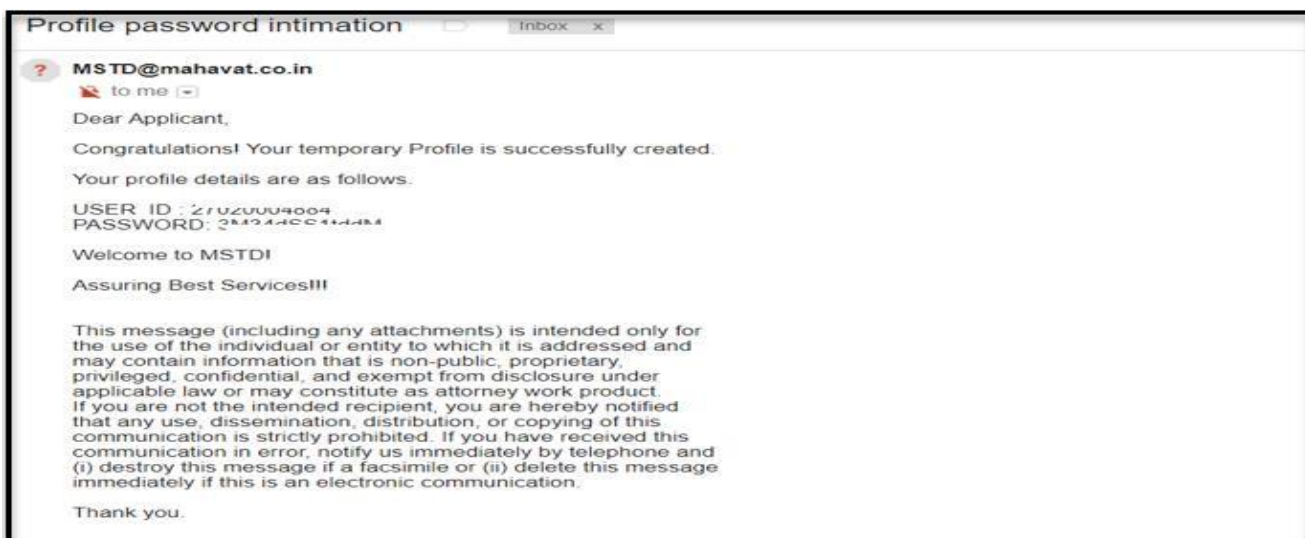 Profile password intimation Inbox x
? MSTD@mahavat.co.in
to me
Dear Applicant,
Congratulations! Your temporary Profile is successfully created.
Your profile details are as follows.
USER_ID :
PASSWORD:
Welcome to MSTD!
Assuring Best Services!!!
This message (including any attachments) is intended only for
the use of the individual or entity to which it is addressed and
may contain information that is non-public, proprietary,
privileged, confidential, and exempt from disclosure under
applicable law or may constitute as attorney work product.
If you are not the intended recipient, you are hereby notified
that any use, dissemination, distribution, or copying of this
communication is strictly prohibited. If you have received this
communication in error, notify us immediately by telephone and
(i) destroy this message if a facsimile or (ii) delete this message
immediately if this is an electronic communication.
Thank you.